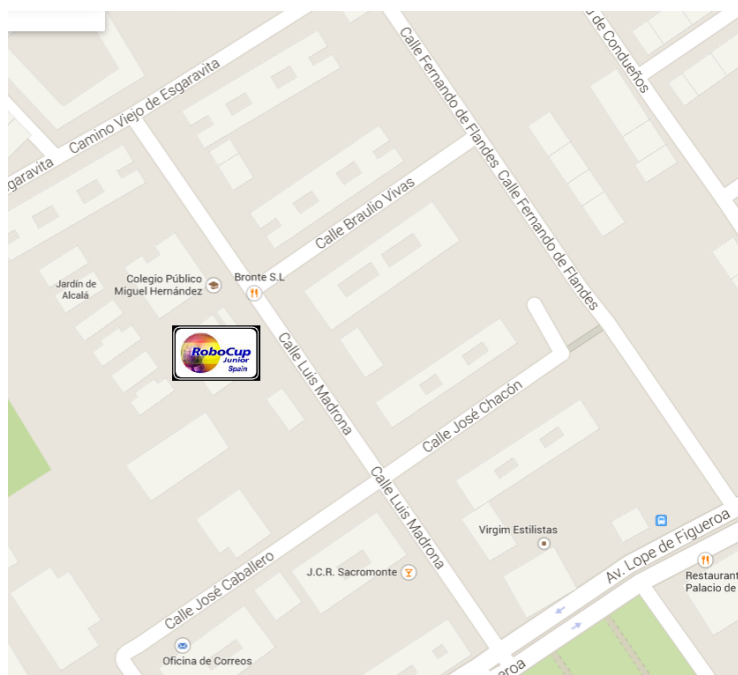 Calle Fernando de Flandes
de Condueños
Camino Viejo de Esgaravita
garavita
Calle Fernando de Flandes
Calle Braulio Vivas
Colegio Público
Miguel Hernández
Bronte S.L
Jardín de
Alcalá
RoboCup
Junior
Spain
Calle Luis Madrona
Calle José Chacón
Calle Luis Madrona
Virgim Estilistas
Av. Lope de Figueroa
J.C.R. Sacromonte
Restaurant
Palacio de
Calle José Caballero
Oficina de Correos
eroa